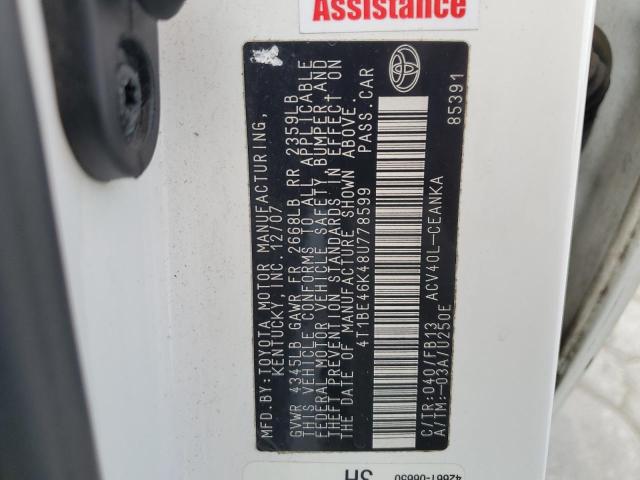 Assistance
MFD.BY:TOYOTA MOTOR MANUFACTURING,
KENTUCKY, INC. 12/07
GVWR 4345LB GAWR FR 2668LB RR 2359LB
THIS VEHICLE CONFORMS TO ALL APPLICABLE
FEDERAL MOTOR VEHICLE SAFETY, BUMPER AND
THEFT PREVENTION STANDARDS IN EFFECT ON
THE DATE OF MANUFACTURE SHOWN ABOVE.
4T1BE46K48U778599 PASS.CAR
ACV40L-CEANKA
C/TR:040/FB13
A/TM:-03A/U250E
85391
SH
42661-06650